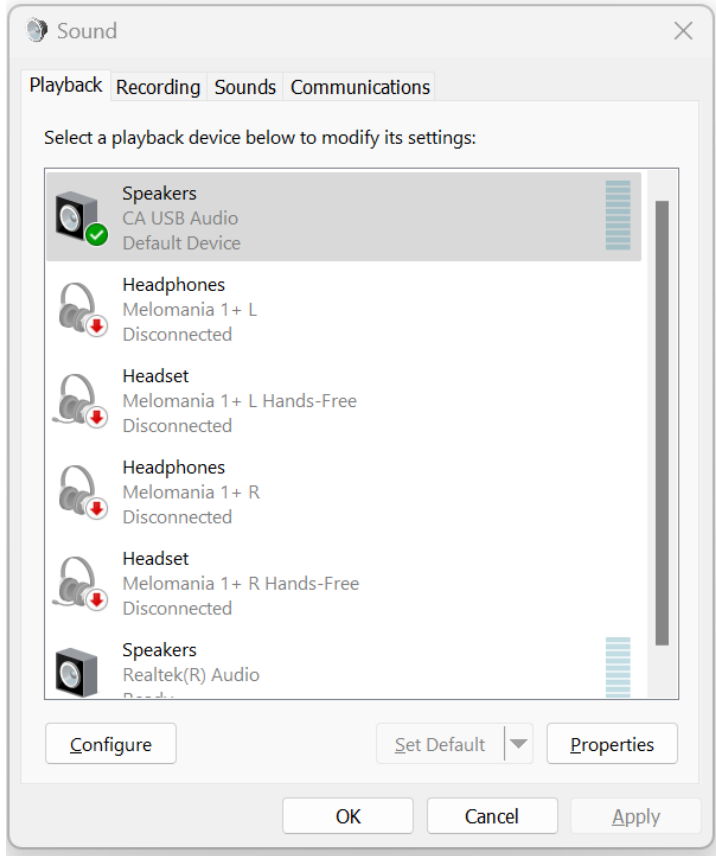 Sound
Playback Recording Sounds Communications
Select a playback device below to modify its settings:
Speakers
CA USB Audio
Default Device
Headphones
Melomania 1+ L
Disconnected
Headset
Melomania 1+ L Hands-Free
Disconnected
Headphones
Melomania 1+ R
Disconnected
Headset
Melomania 1+ R Hands-Free
Disconnected
Speakers
Realtek(R) Audio
Configure Set Default Properties
OK Cancel Apply